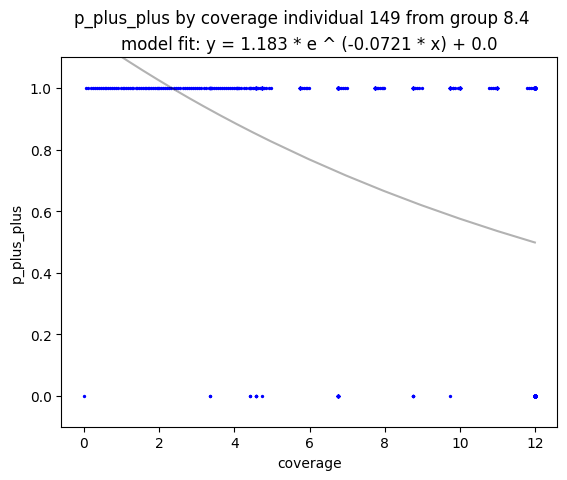 p_plus_plus by coverage individual 149 from group 8.4
model fit: y = 1.183 * e ^ (-0.0721 * x) + 0.0
1.0
0.8
0.6
0.4
0.2
0.0
p_plus_plus
0 2 4 6 8 10 12
coverage